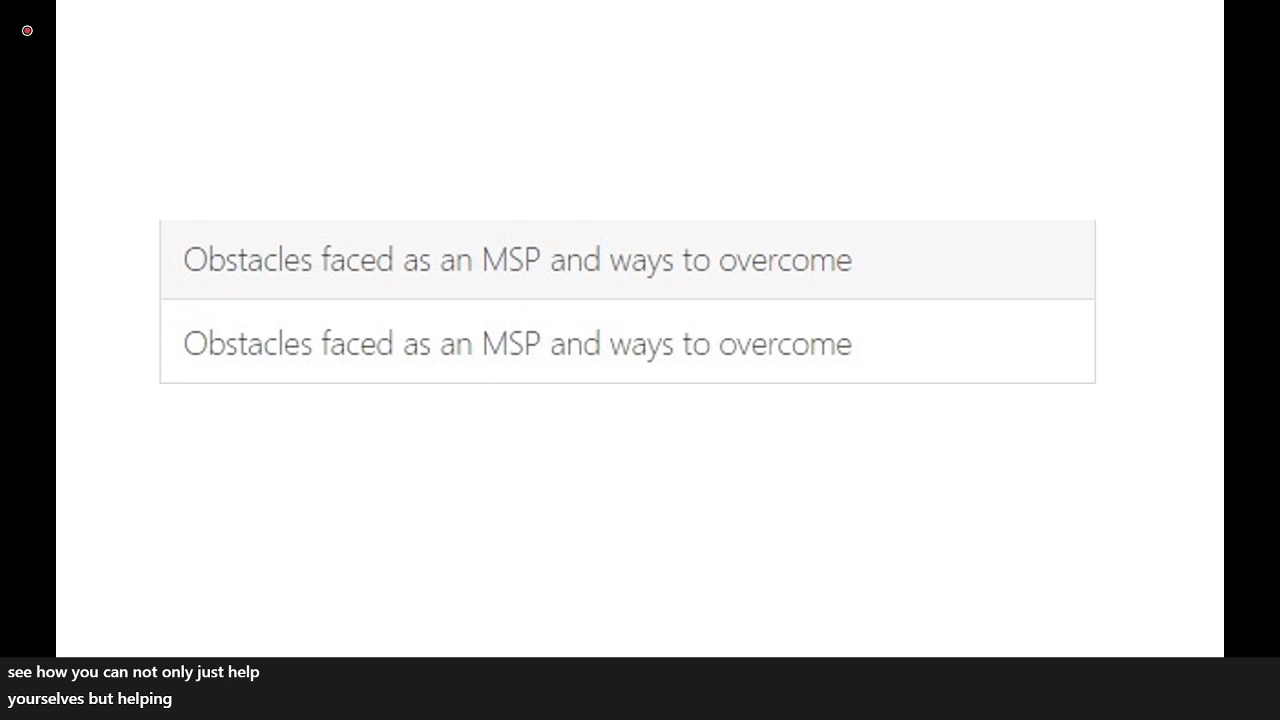 Obstacles faced as an MSP and ways to overcome
Obstacles faced as an MSP and ways to overcome
see how you can not only just help
yourselves but helping